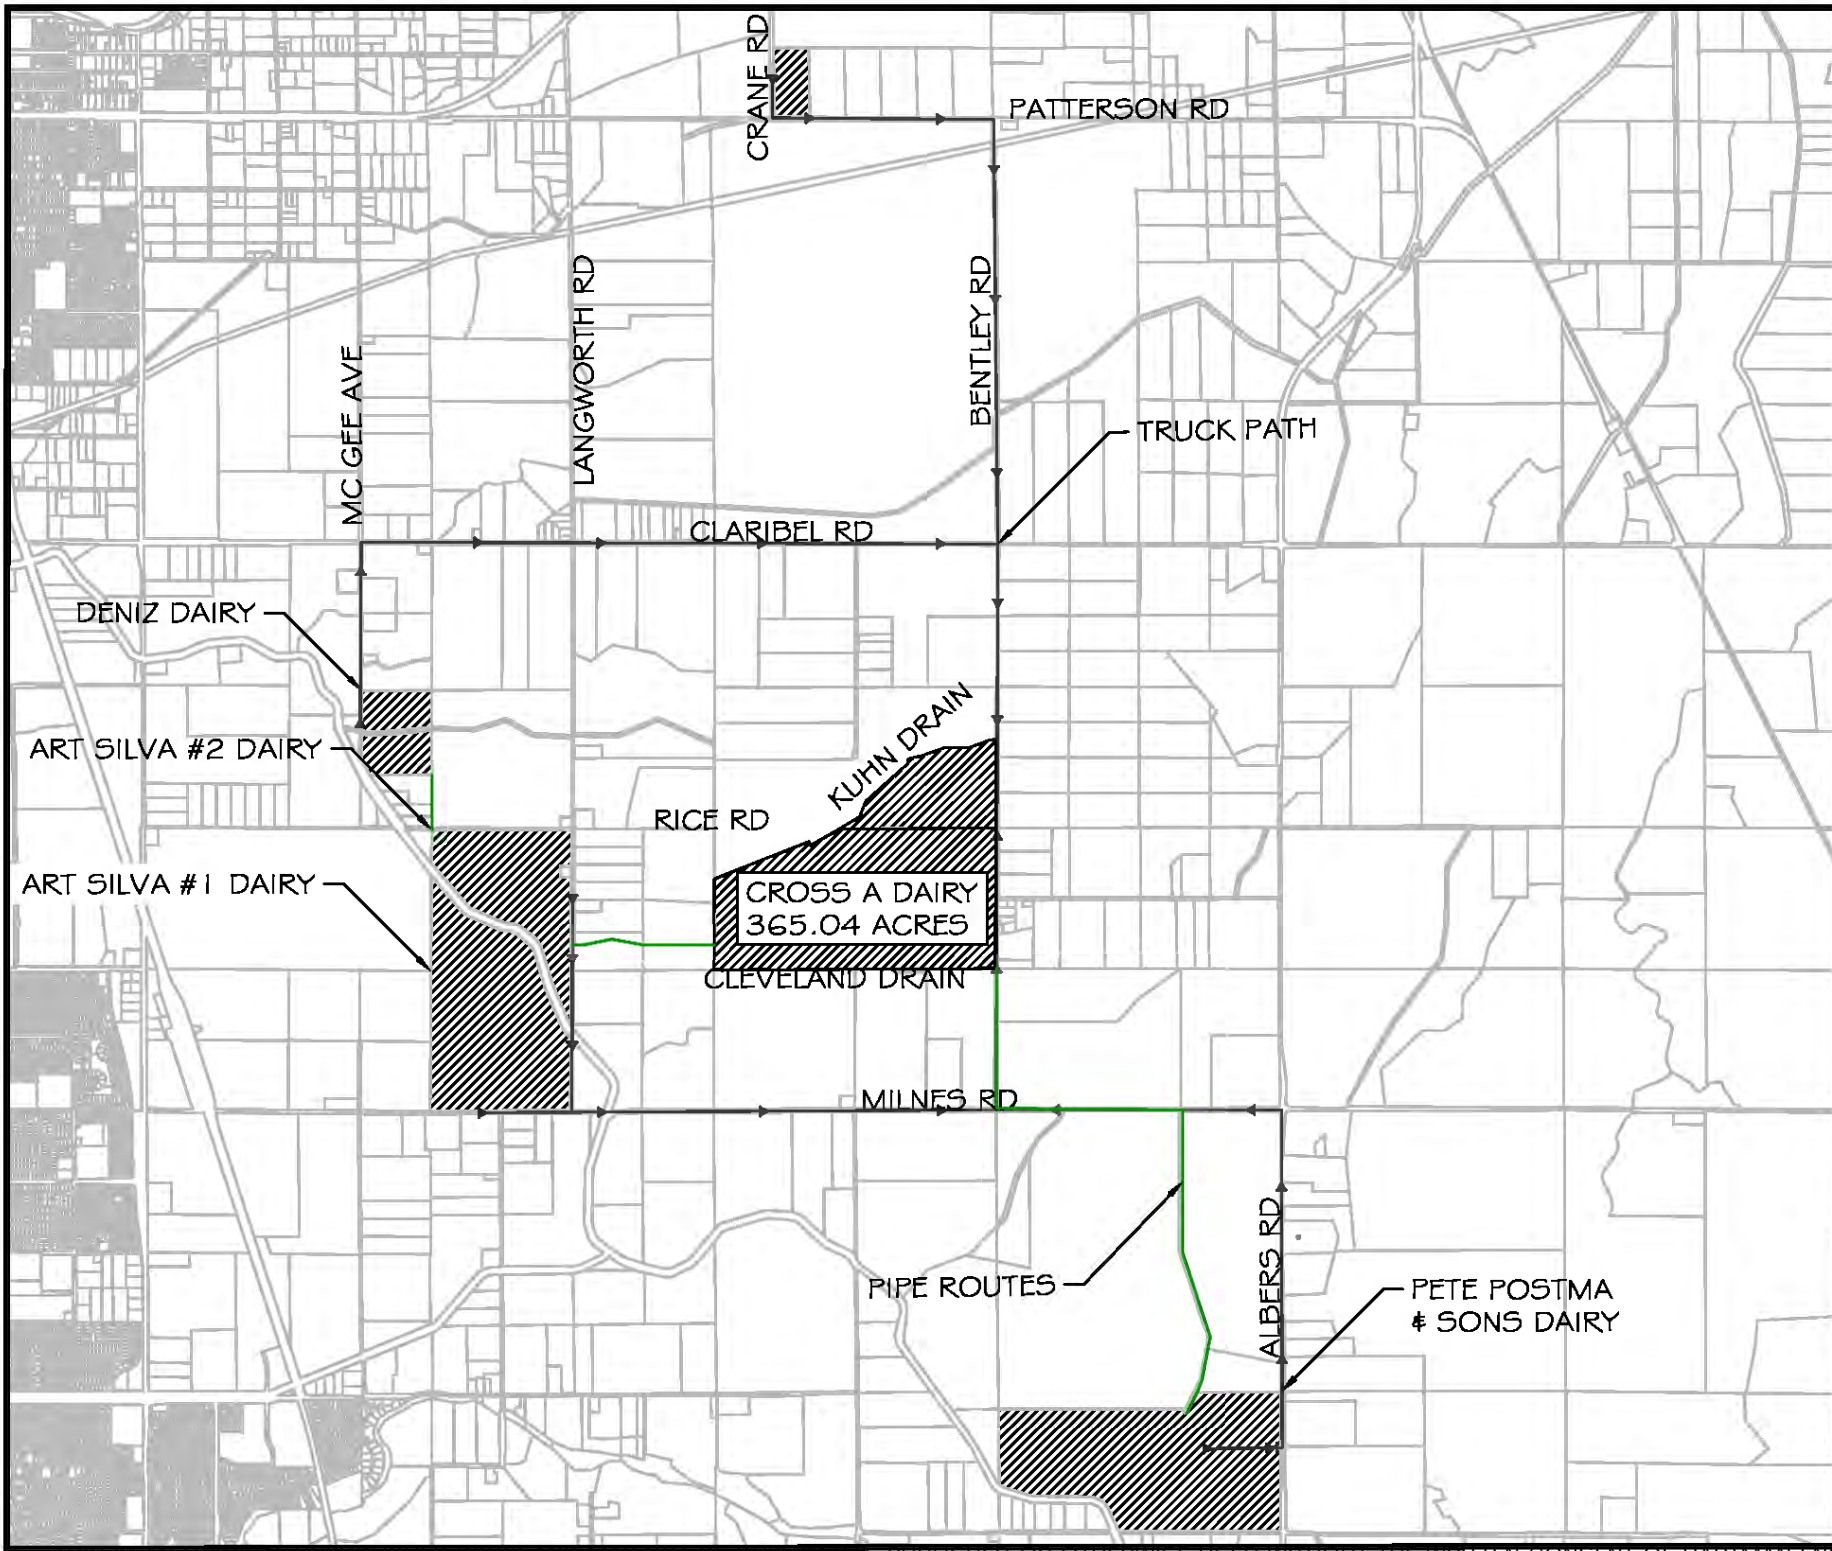 CRANE RD
PATTERSON RD
LANGWORTH RD
BENTLEY RD
MC GEE AVE
TRUCK PATH
CLARIBEL RD
DENIZ DAIRY
KUHN DRAIN
ART SILVA #2 DAIRY
RICE RD
ART SILVA #1 DAIRY
CROSS A DAIRY
365.04 ACRES
CLEVELAND DRAIN
MILNES RD
ALBERS RD
PIPE ROUTES
PETE POSTMA
& SONS DAIRY